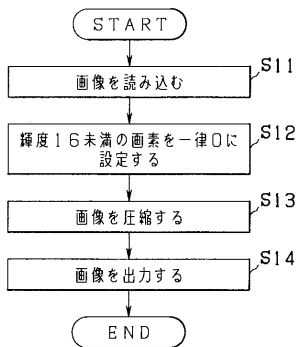 START
画像を読み込む
S11
輝度16未満の画素を一律0に
設定する
S12
画像を圧縮する
S13
画像を出力する
S14
END